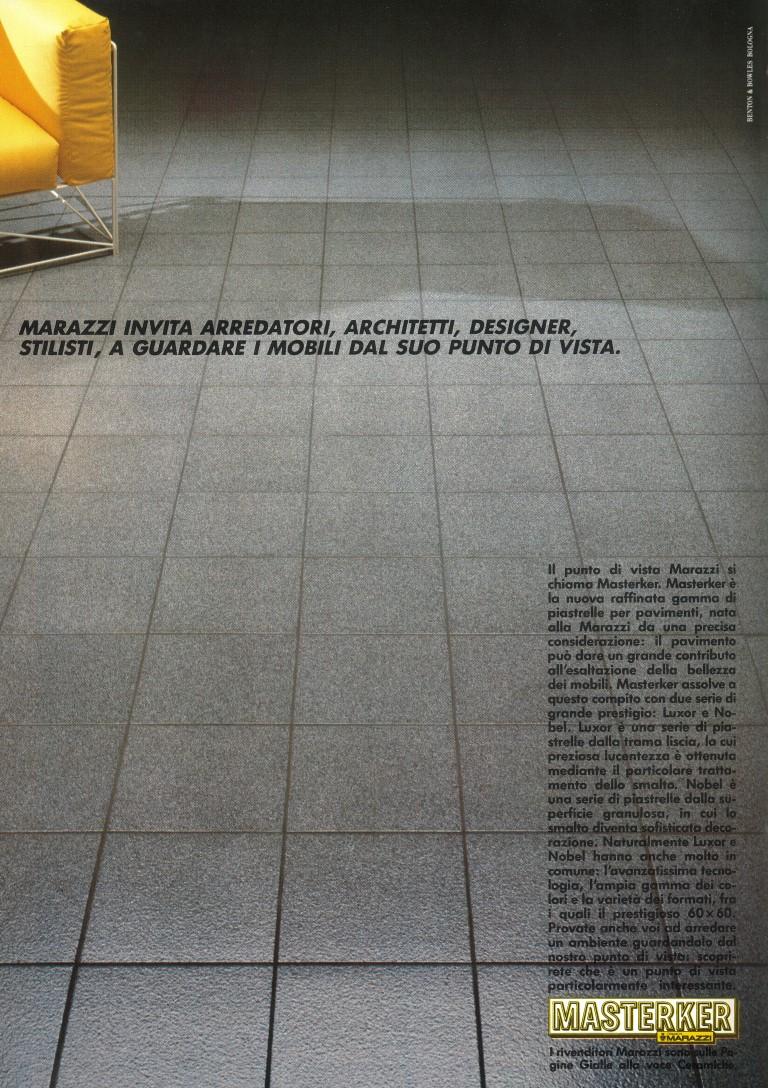 BENTON & BOWLES BOLOGNA
MARAZZI INVITA ARREDATORI, ARCHITETTI, DESIGNER,
STILISTI, A GUARDARE I MOBILI DAL SUO PUNTO DI VISTA.
Il punto di vista Marazzi si
chiama Masterker. Masterker è
la nuova raffinata gamma di
piastrelle per pavimenti, nata
alla Marazzi da una precisa
considerazione: il pavimento
può dare un grande contributo
all'esaltazione della bellezza
dei mobili. Masterker assolve a
questo compito con due serie di
grande prestigio: Luxor e No-
bel. Luxor è una serie di pia-
strelle dalla trama liscia, la cui
preziosa lucentezza è ottenuta
mediante il particolare tratta-
mento dello smalto. Nobel è
una serie di piastrelle dalla su-
perficie granulosa, in cui lo
smalto diventa sofisticata deco-
razione. Naturalmente Luxor e
Nobel hanno anche molto in
comune: l'avanzatissima tecno-
logia, l'ampia gamma dei co-
lori e la varietà dei formati, fra
i quali il prestigioso 60×60.
Provate anche voi ad arredare
un ambiente guardandolo dal
nostro punto di vista: scopri-
rete che è un punto di vista
particolarmente interessante.
MASTERKER
MARAZZI
I rivenditori Marazzi sono sulle Pa-
gine Gialle alla voce Ceramiche.